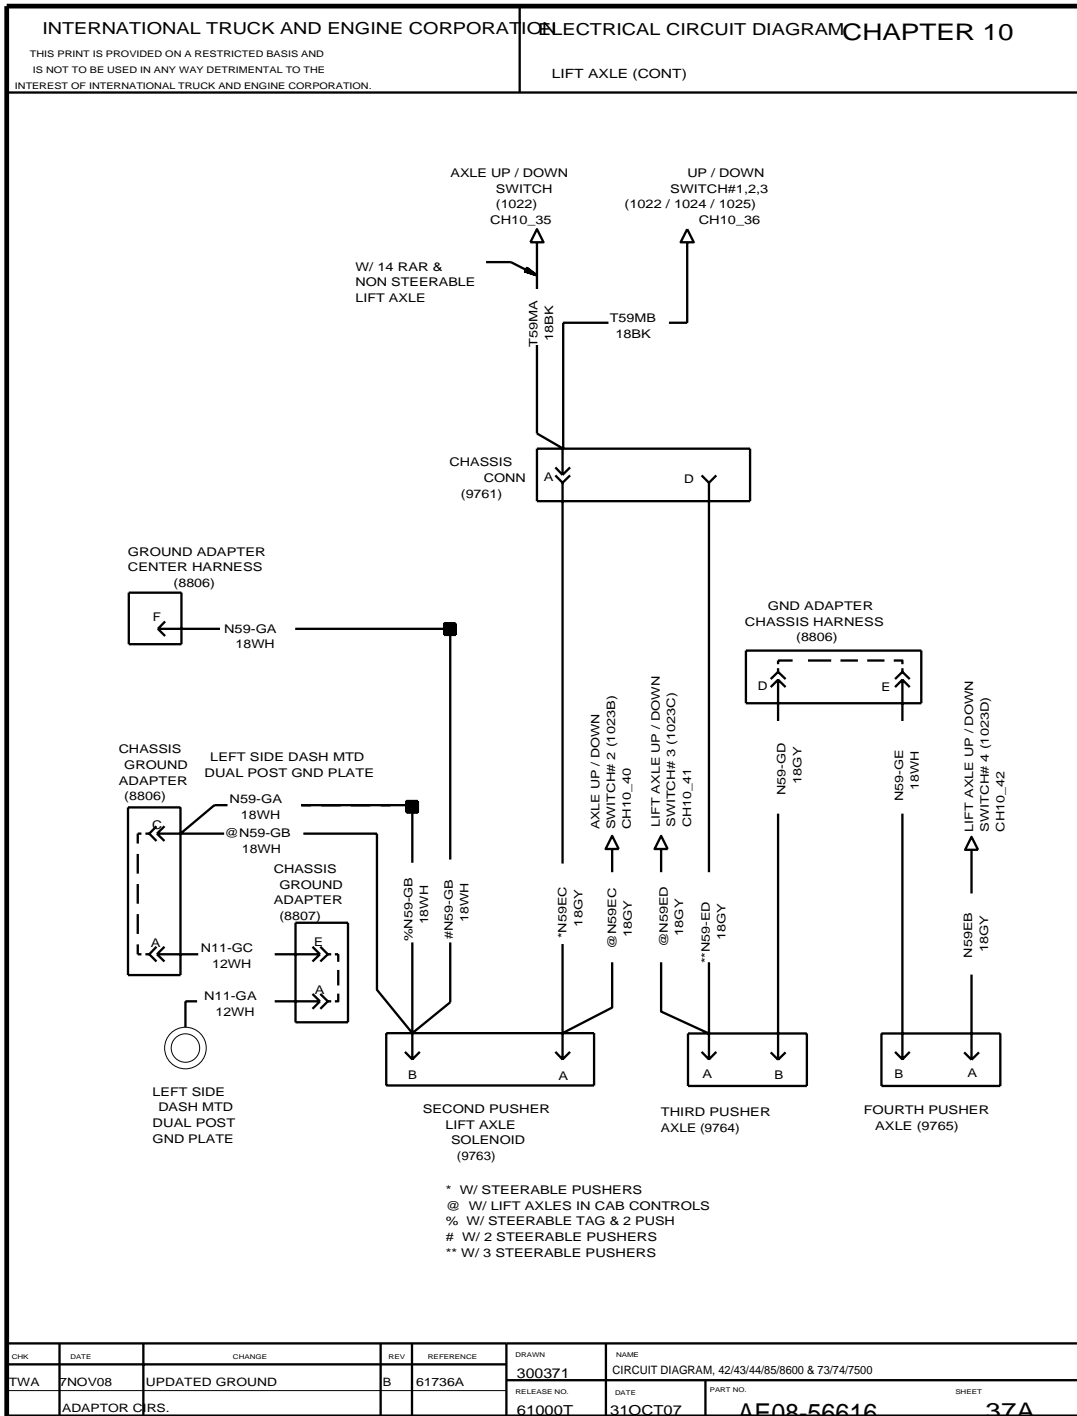 INTERNATIONAL TRUCK AND ENGINE CORPORATION
ELECTRICAL CIRCUIT DIAGRAM
CHAPTER 10
THIS PRINT IS PROVIDED ON A RESTRICTED BASIS AND
IS NOT TO BE USED IN ANY WAY DETRIMENTAL TO THE
INTEREST OF INTERNATIONAL TRUCK AND ENGINE CORPORATION.
LIFT AXLE (CONT)
AXLE UP / DOWN
SWITCH
(1022)
CH10_35
UP / DOWN
SWITCH#1,2,3
(1022 / 1024 / 1025)
CH10_36
W/ 14 RAR &
NON STEERABLE
LIFT AXLE
T59MA
18BK
T59MB
18BK
CHASSIS
CONN
(9761)
A
D
GROUND ADAPTER
CENTER HARNESS
(8806)
F
N59-GA
18WH
GND ADAPTER
CHASSIS HARNESS
(8806)
D
E
CHASSIS
GROUND
ADAPTER
(8806)
LEFT SIDE DASH MTD
DUAL POST GND PLATE
C
N59-GA
18WH
@N59-GB
18WH
CHASSIS
GROUND
ADAPTER
(8807)
A
N11-GC
12WH
E
N11-GA
12WH
A
LEFT SIDE
DASH MTD
DUAL POST
GND PLATE
%N59-GB
18WH
#N59-GB
18WH
*N59EC
18GY
AXLE UP / DOWN
SWITCH# 2 (1023B)
CH10_40
@N59EC
18GY
LIFT AXLE UP / DOWN
SWITCH# 3 (1023C)
CH10_41
@N59ED
18GY
**N59-ED
18GY
N59-GD
18GY
N59-GE
18WH
LIFT AXLE UP / DOWN
SWITCH# 4 (1023D)
CH10_42
N59EB
18GY
B
A
A
B
B
A
SECOND PUSHER
LIFT AXLE
SOLENOID
(9763)
THIRD PUSHER
AXLE (9764)
FOURTH PUSHER
AXLE (9765)
* W/ STEERABLE PUSHERS
@ W/ LIFT AXLES IN CAB CONTROLS
% W/ STEERABLE TAG & 2 PUSH
# W/ 2 STEERABLE PUSHERS
** W/ 3 STEERABLE PUSHERS
CHK DATE CHANGE REV REFERENCE
TWA 7NOV08 UPDATED GROUND B 61736A
ADAPTOR CIRS.
DRAWN
300371
NAME
CIRCUIT DIAGRAM, 42/43/44/85/8600 & 73/74/7500
RELEASE NO.
61000T
DATE
31OCT07
PART NO.
AE08-56616
SHEET
37A